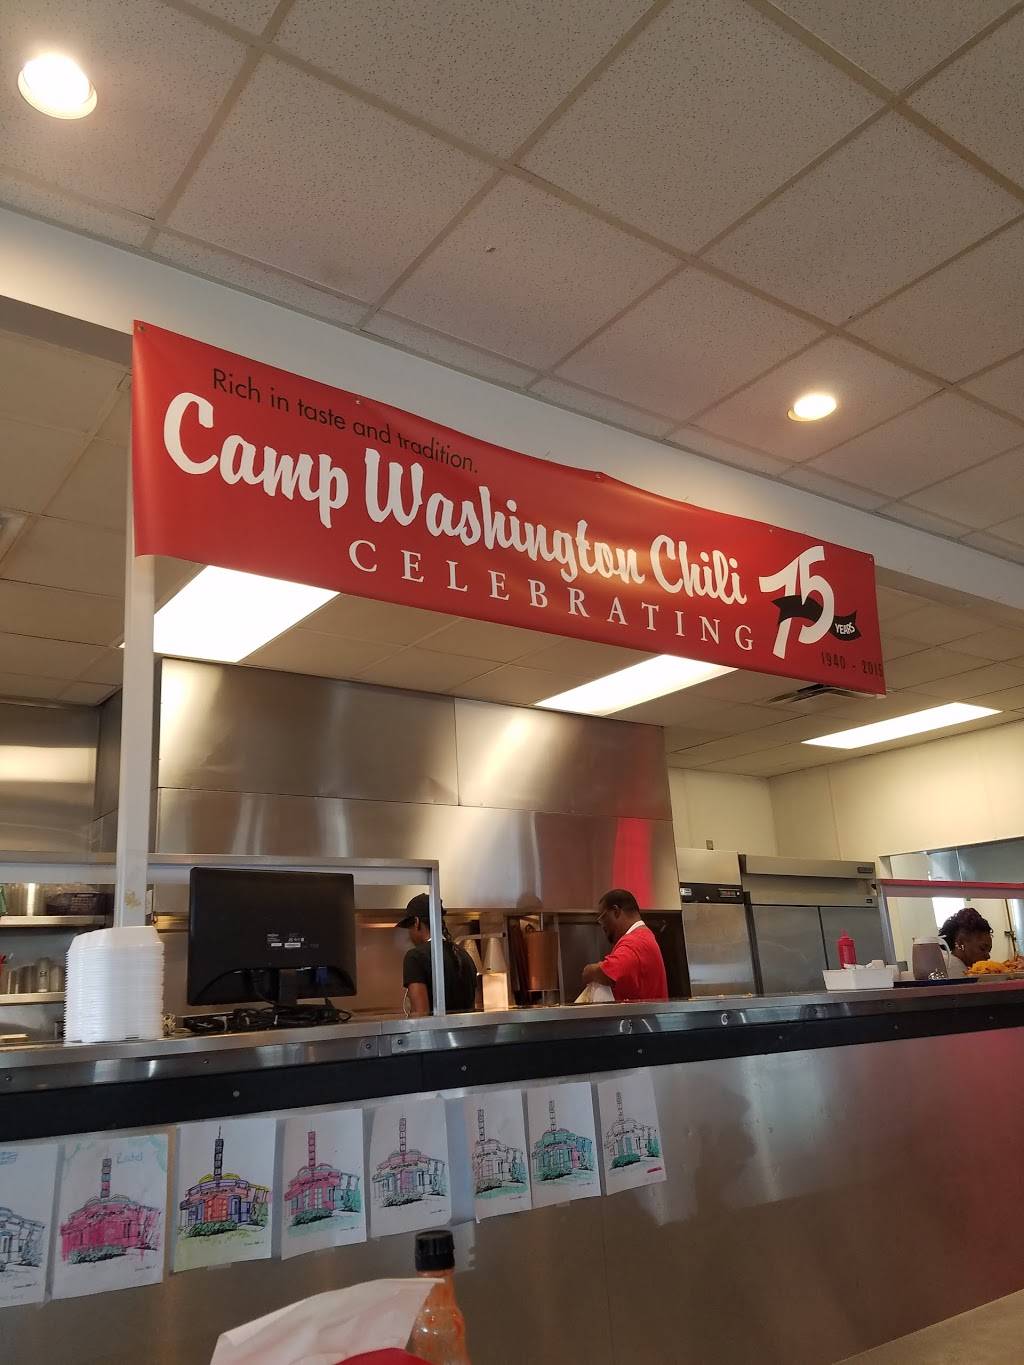 Rich in taste and tradition.
Camp Washington Chili
CELEBRATING
75
YEARS
1940 - 2015